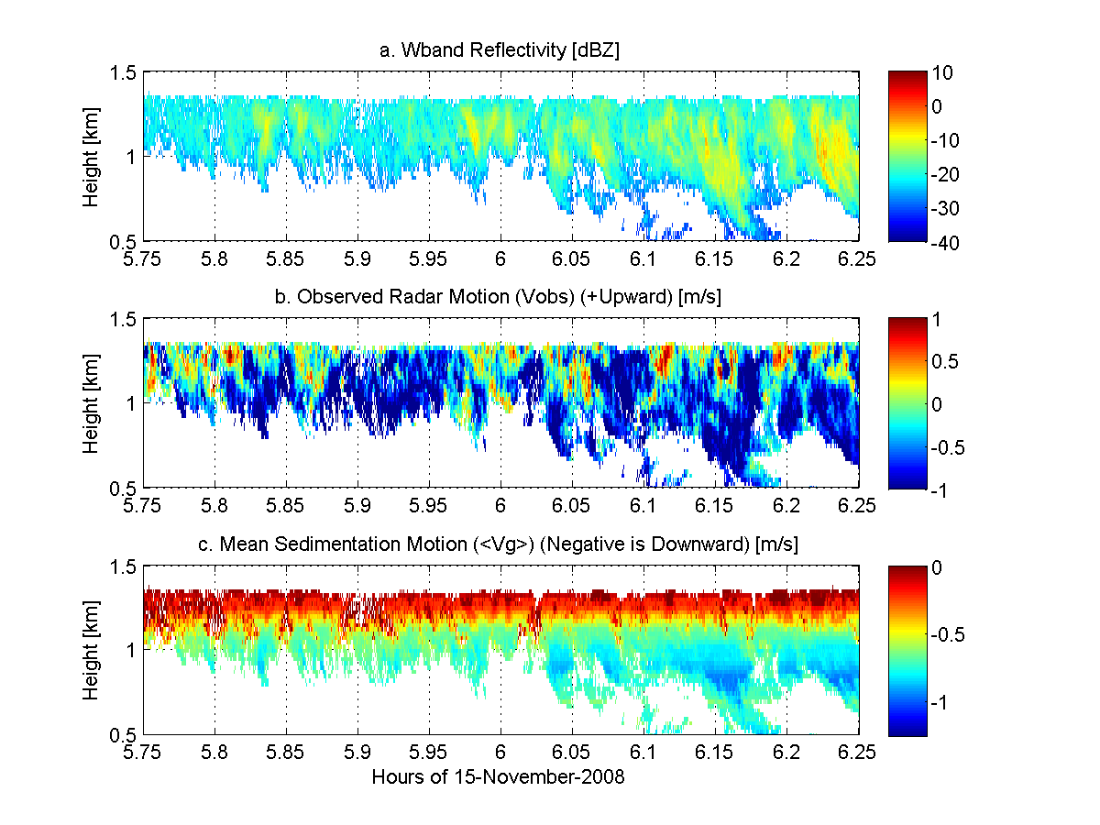 a. Wband Reflectivity [dBZ]
1.5
1
0.5
Height [km]
5.75 5.8 5.85 5.9 5.95 6 6.05 6.1 6.15 6.2 6.25
10
0
-10
-20
-30
-40
b. Observed Radar Motion (Vobs) (+Upward) [m/s]
1.5
1
0.5
Height [km]
5.75 5.8 5.85 5.9 5.95 6 6.05 6.1 6.15 6.2 6.25
1
0.5
0
-0.5
-1
c. Mean Sedimentation Motion (<Vg>) (Negative is Downward) [m/s]
1.5
1
0.5
Height [km]
5.75 5.8 5.85 5.9 5.95 6 6.05 6.1 6.15 6.2 6.25
0
-0.5
-1
Hours of 15-November-2008